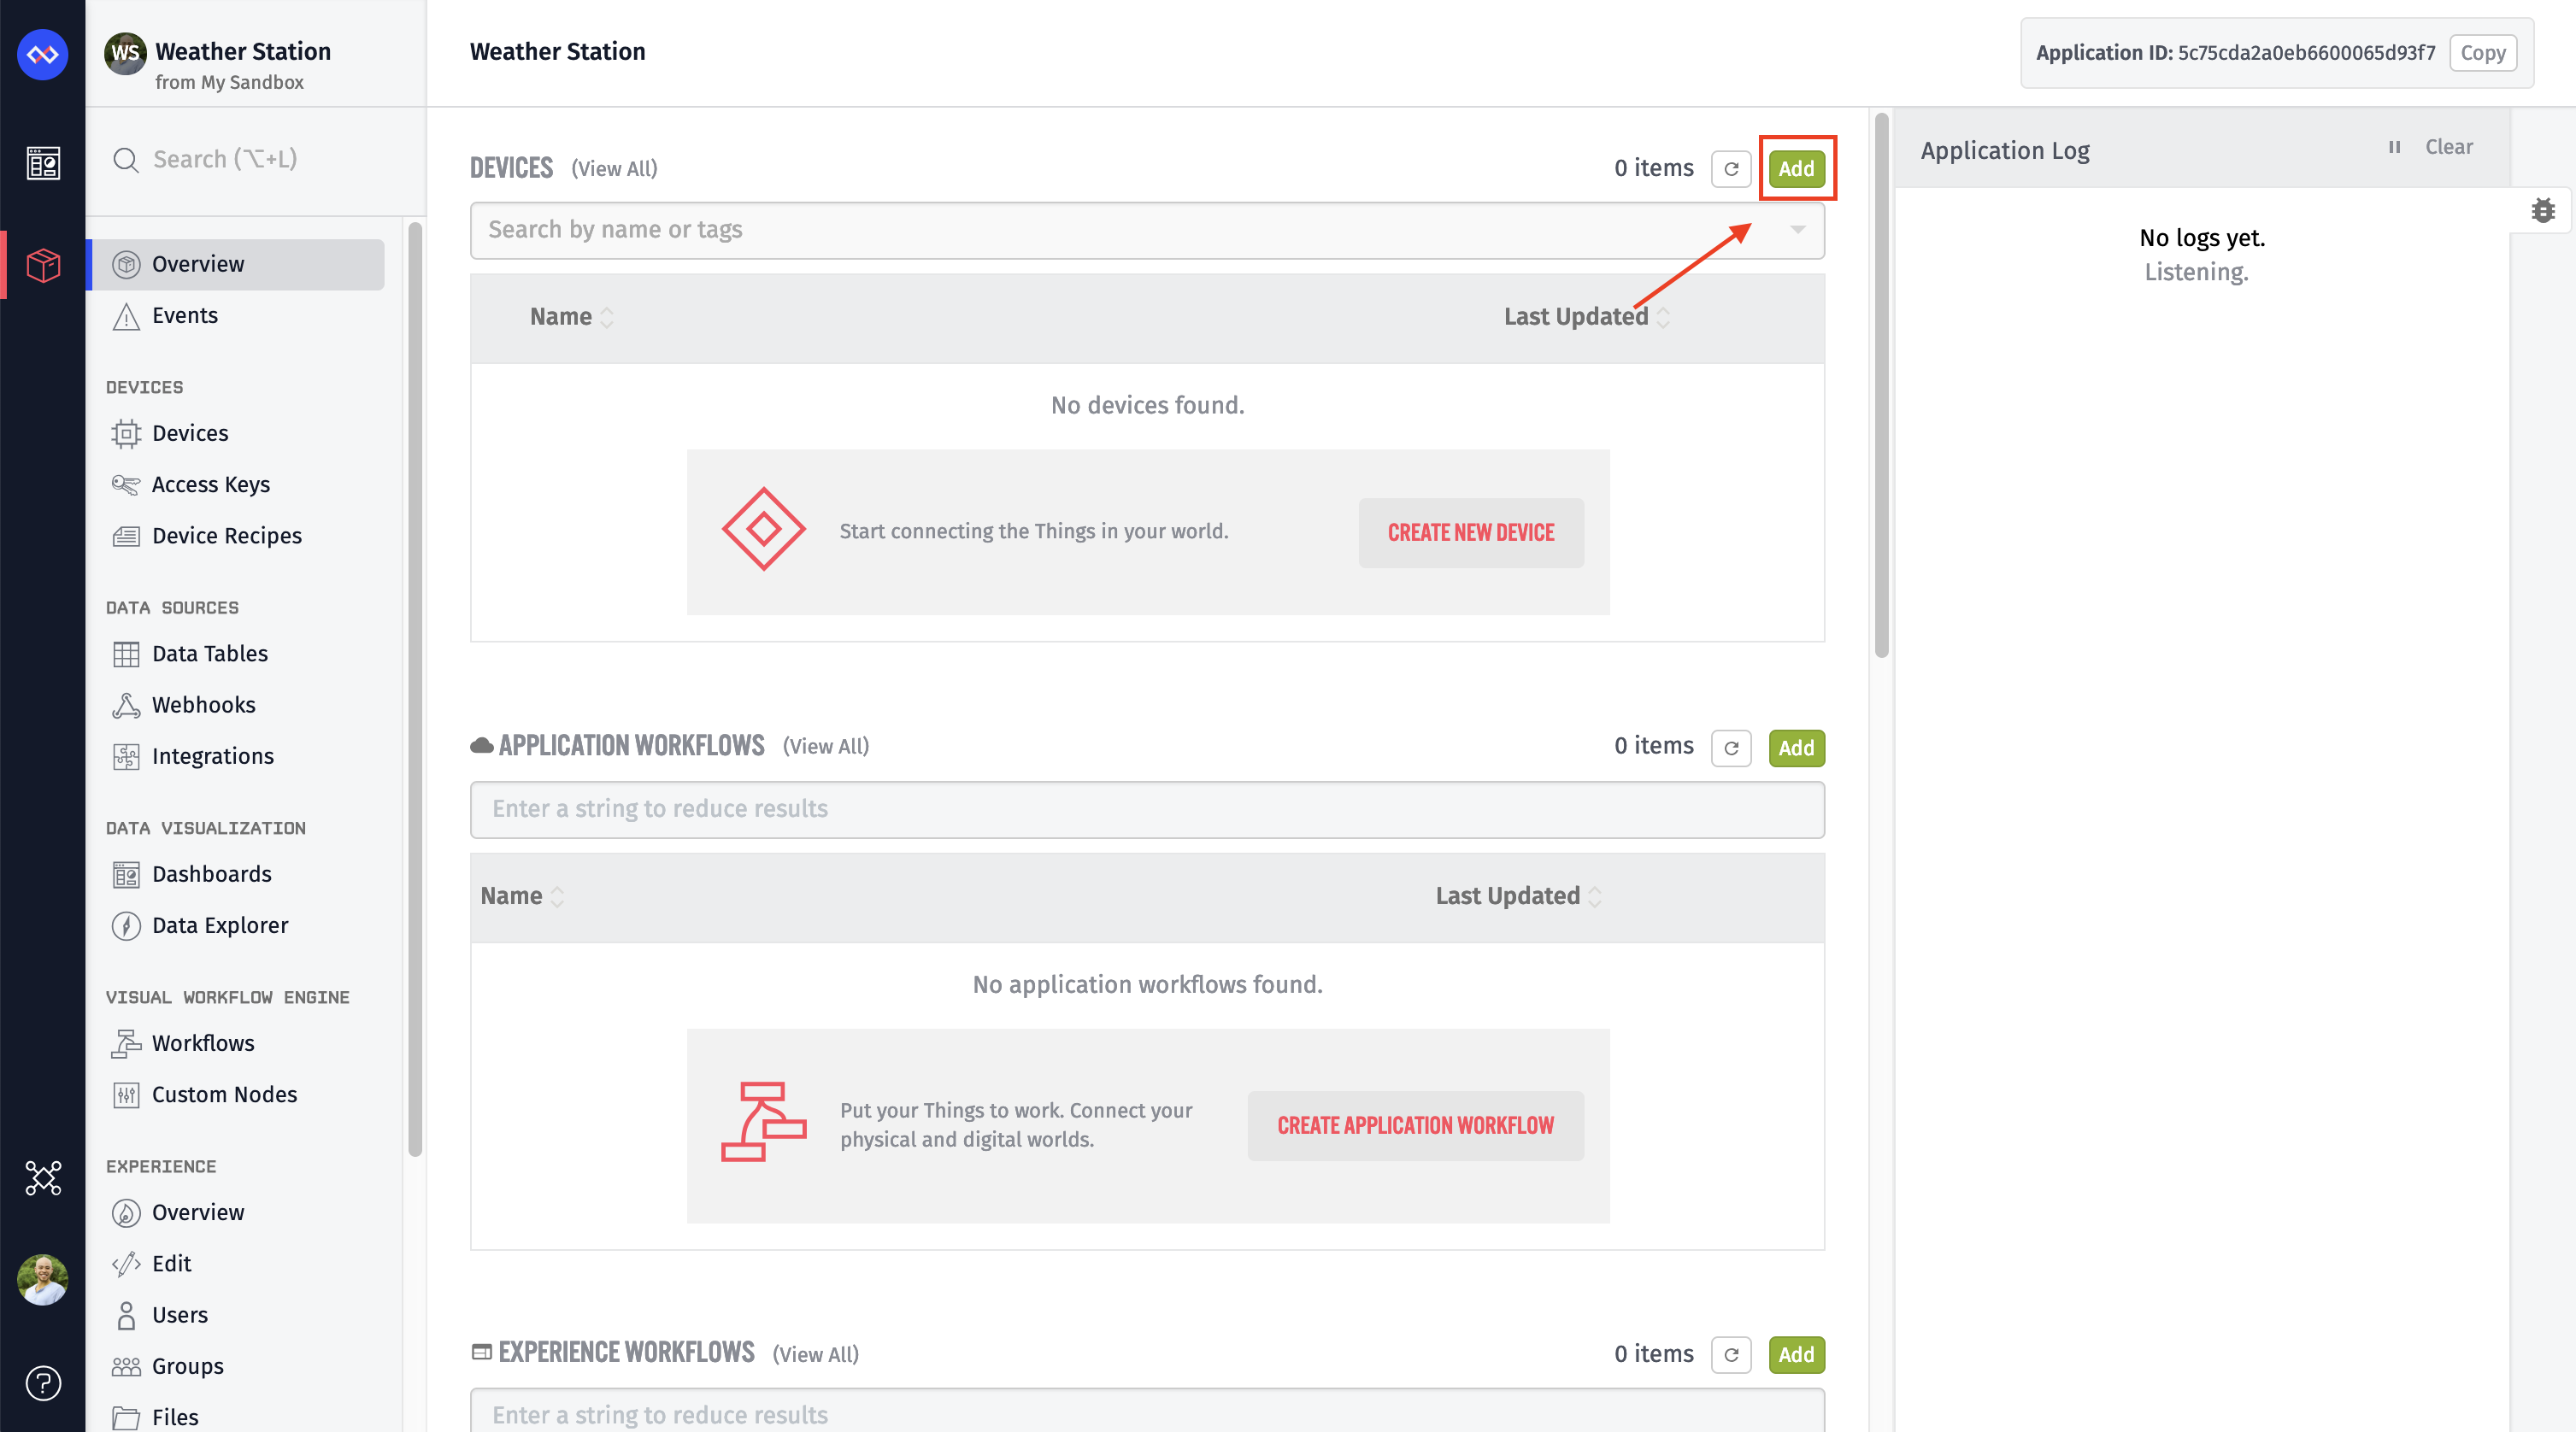 WS
Weather Station
from My Sandbox
Weather Station
Application ID: 5c75cda2a0eb6600065d93f7
Copy
Search (⌥+L)
Overview
Events
DEVICES
Devices
Access Keys
Device Recipes
DATA SOURCES
Data Tables
Webhooks
Integrations
DATA VISUALIZATION
Dashboards
Data Explorer
VISUAL WORKFLOW ENGINE
Workflows
Custom Nodes
EXPERIENCE
Overview
Edit
Users
Groups
Files
DEVICES (View All)
0 items
Add
Search by name or tags
Name
Last Updated
No devices found.
Start connecting the Things in your world.
CREATE NEW DEVICE
APPLICATION WORKFLOWS (View All)
0 items
Add
Enter a string to reduce results
Name
Last Updated
No application workflows found.
Put your Things to work. Connect your
physical and digital worlds.
CREATE APPLICATION WORKFLOW
EXPERIENCE WORKFLOWS (View All)
0 items
Add
Enter a string to reduce results
Application Log
Clear
No logs yet.
Listening.